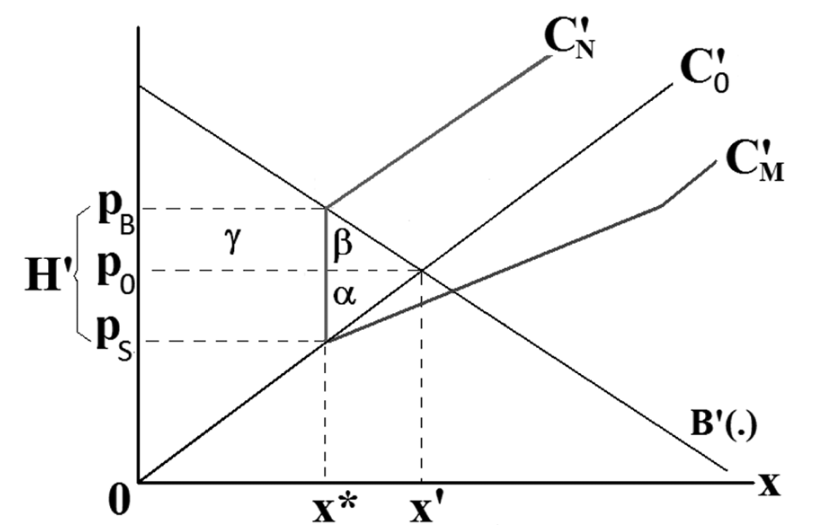 C'N
C'0
C'M
pB
γ
β
H'
p0
α
pS
B'(.)
0
x*
x'
x